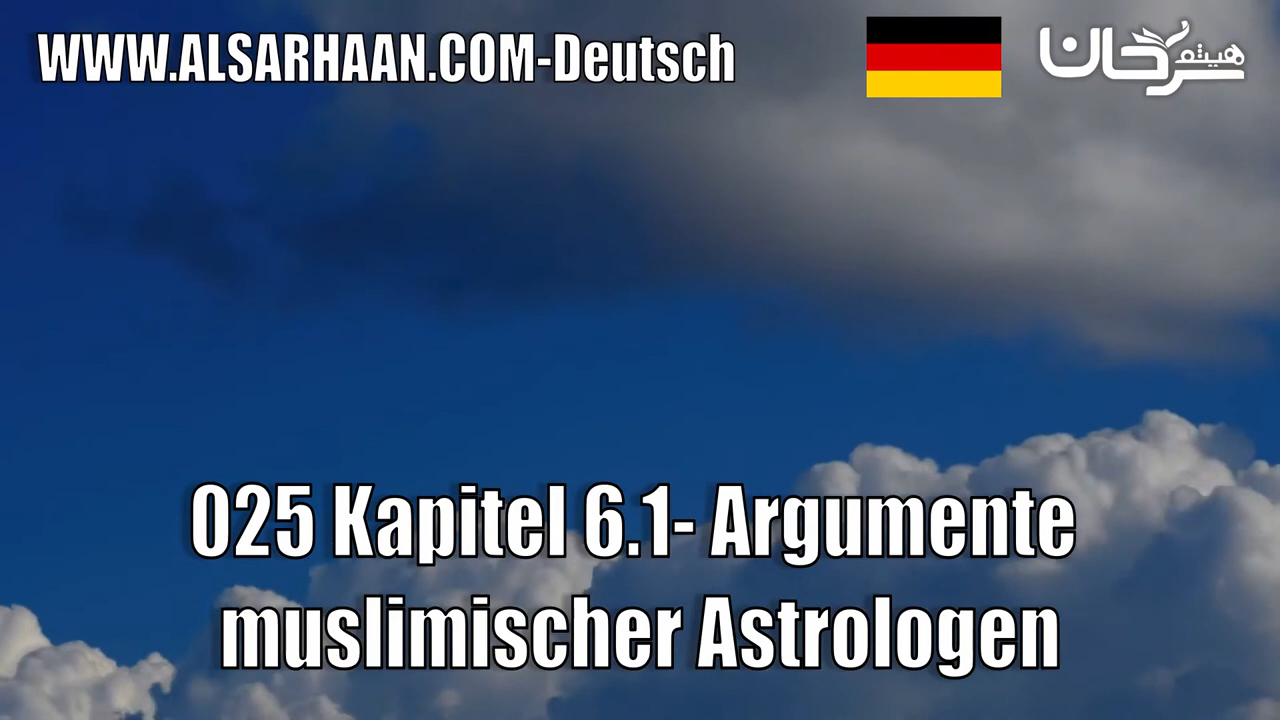 WWW.ALSARHAAN.COM-Deutsch
هيثم سرحان
025 Kapitel 6.1- Argumente
muslimischer Astrologen